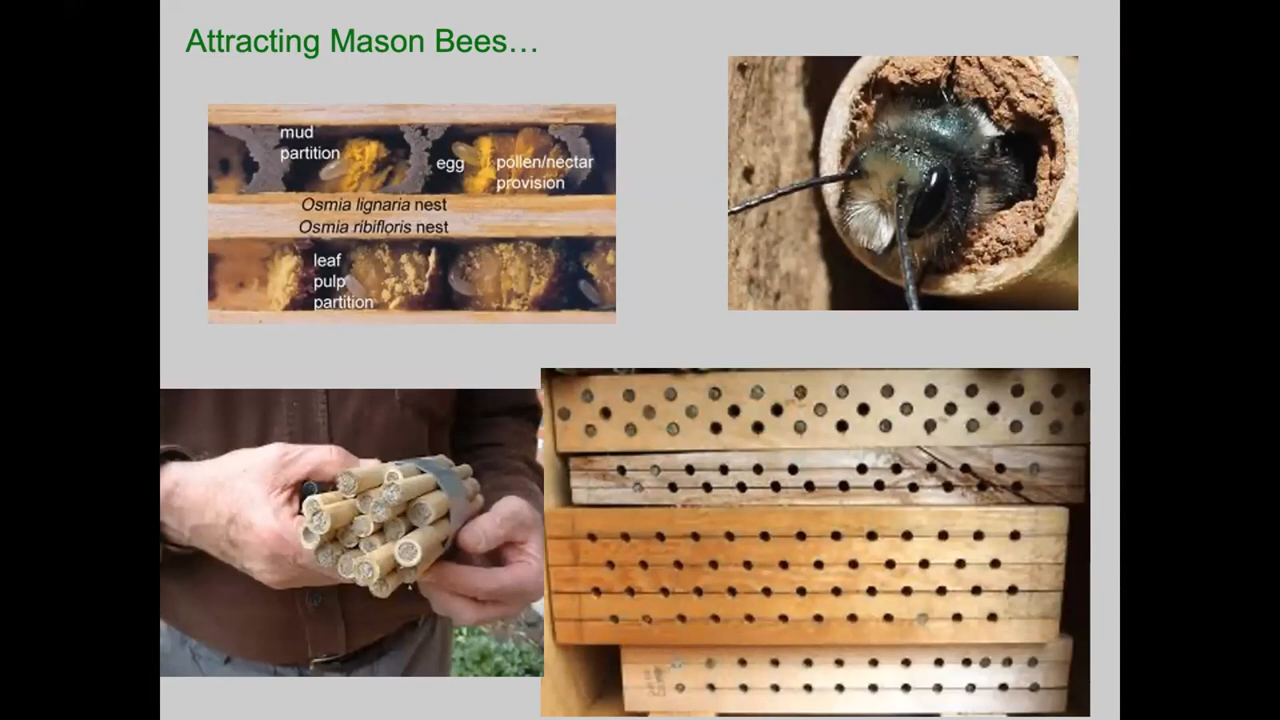 Attracting Mason Bees…
mud
partition
egg
pollen/nectar
provision
Osmia lignaria nest
Osmia ribifloris nest
leaf
pulp
partition